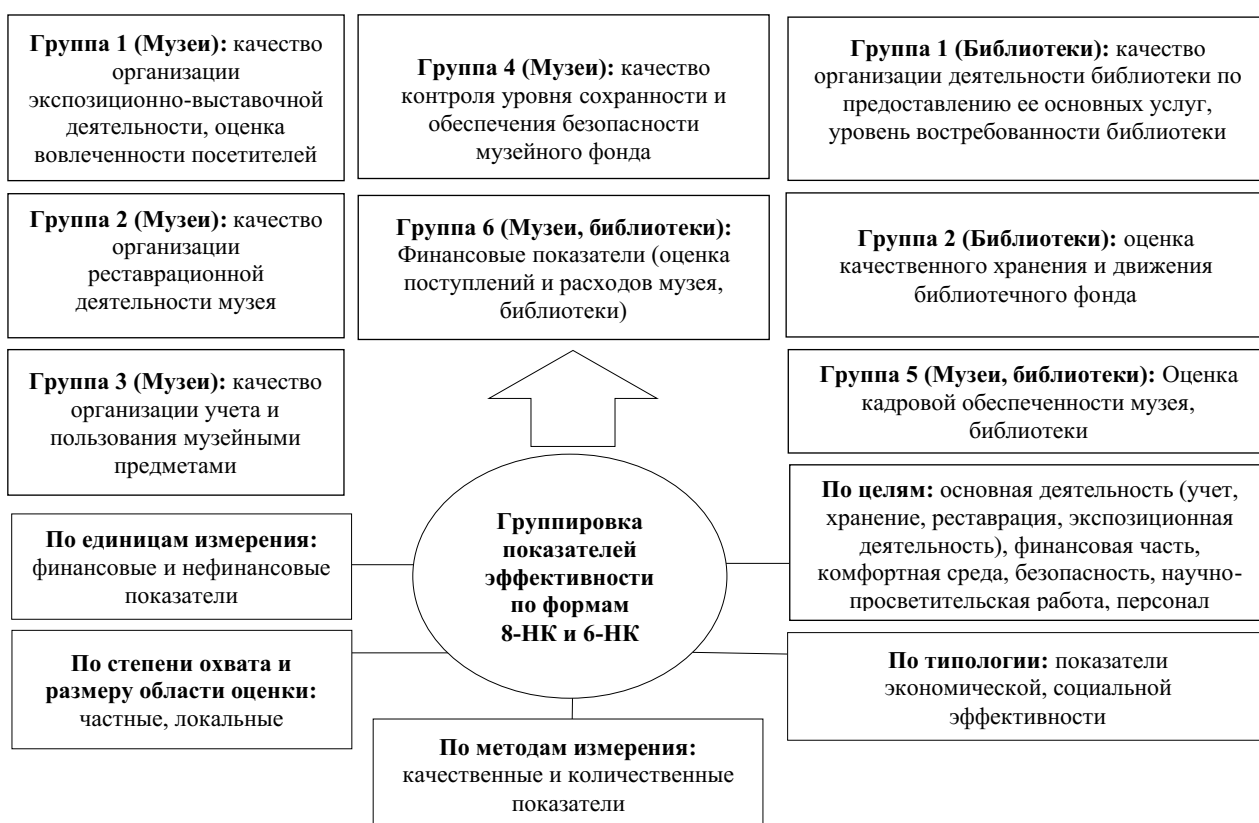 Группа 1 (Музеи): качество
организации
экспозиционно-выставочной
деятельности, оценка
вовлеченности посетителей
Группа 4 (Музеи): качество
контроля уровня сохранности и
обеспечения безопасности
музейного фонда
Группа 1 (Библиотеки): качество
организации деятельности библиотеки по
предоставлению ее основных услуг,
уровень востребованности библиотеки
Группа 2 (Музеи): качество
организации
реставрационной
деятельности музея
Группа 6 (Музеи, библиотеки):
Финансовые показатели (оценка
поступлений и расходов музея,
библиотеки)
Группа 2 (Библиотеки): оценка
качественного хранения и движения
библиотечного фонда
Группа 3 (Музеи): качество
организации учета и
пользования музейными
предметами
Группа 5 (Музеи, библиотеки): Оценка
кадровой обеспеченности музея,
библиотеки
По единицам измерения:
финансовые и нефинансовые
показатели
Группировка
показателей
эффективности
по формам
8-НК и 6-НК
По целям: основная деятельность (учет,
хранение, реставрация, экспозиционная
деятельность), финансовая часть,
комфортная среда, безопасность, научно-
просветительская работа, персонал
По степени охвата и
размеру области оценки:
частные, локальные
По типологии: показатели
экономической, социальной
эффективности
По методам измерения:
качественные и количественные
показатели